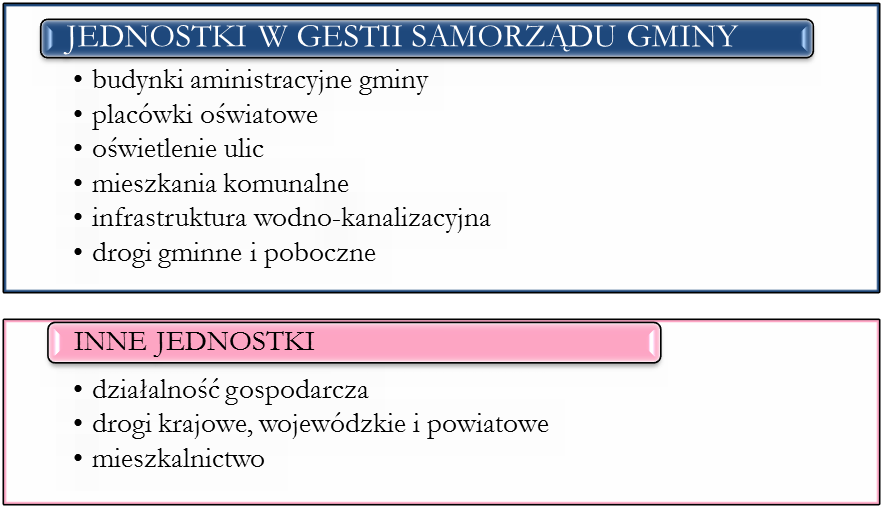 JEDNOSTKI W GESTII SAMORZĄDU GMINY
• budynki aministracyjne gminy
• placówki oświatowe
• oświetlenie ulic
• mieszkania komunalne
• infrastruktura wodno-kanalizacyjna
• drogi gminne i poboczne
INNE JEDNOSTKI
• działalność gospodarcza
• drogi krajowe, wojewódzkie i powiatowe
• mieszkalnictwo